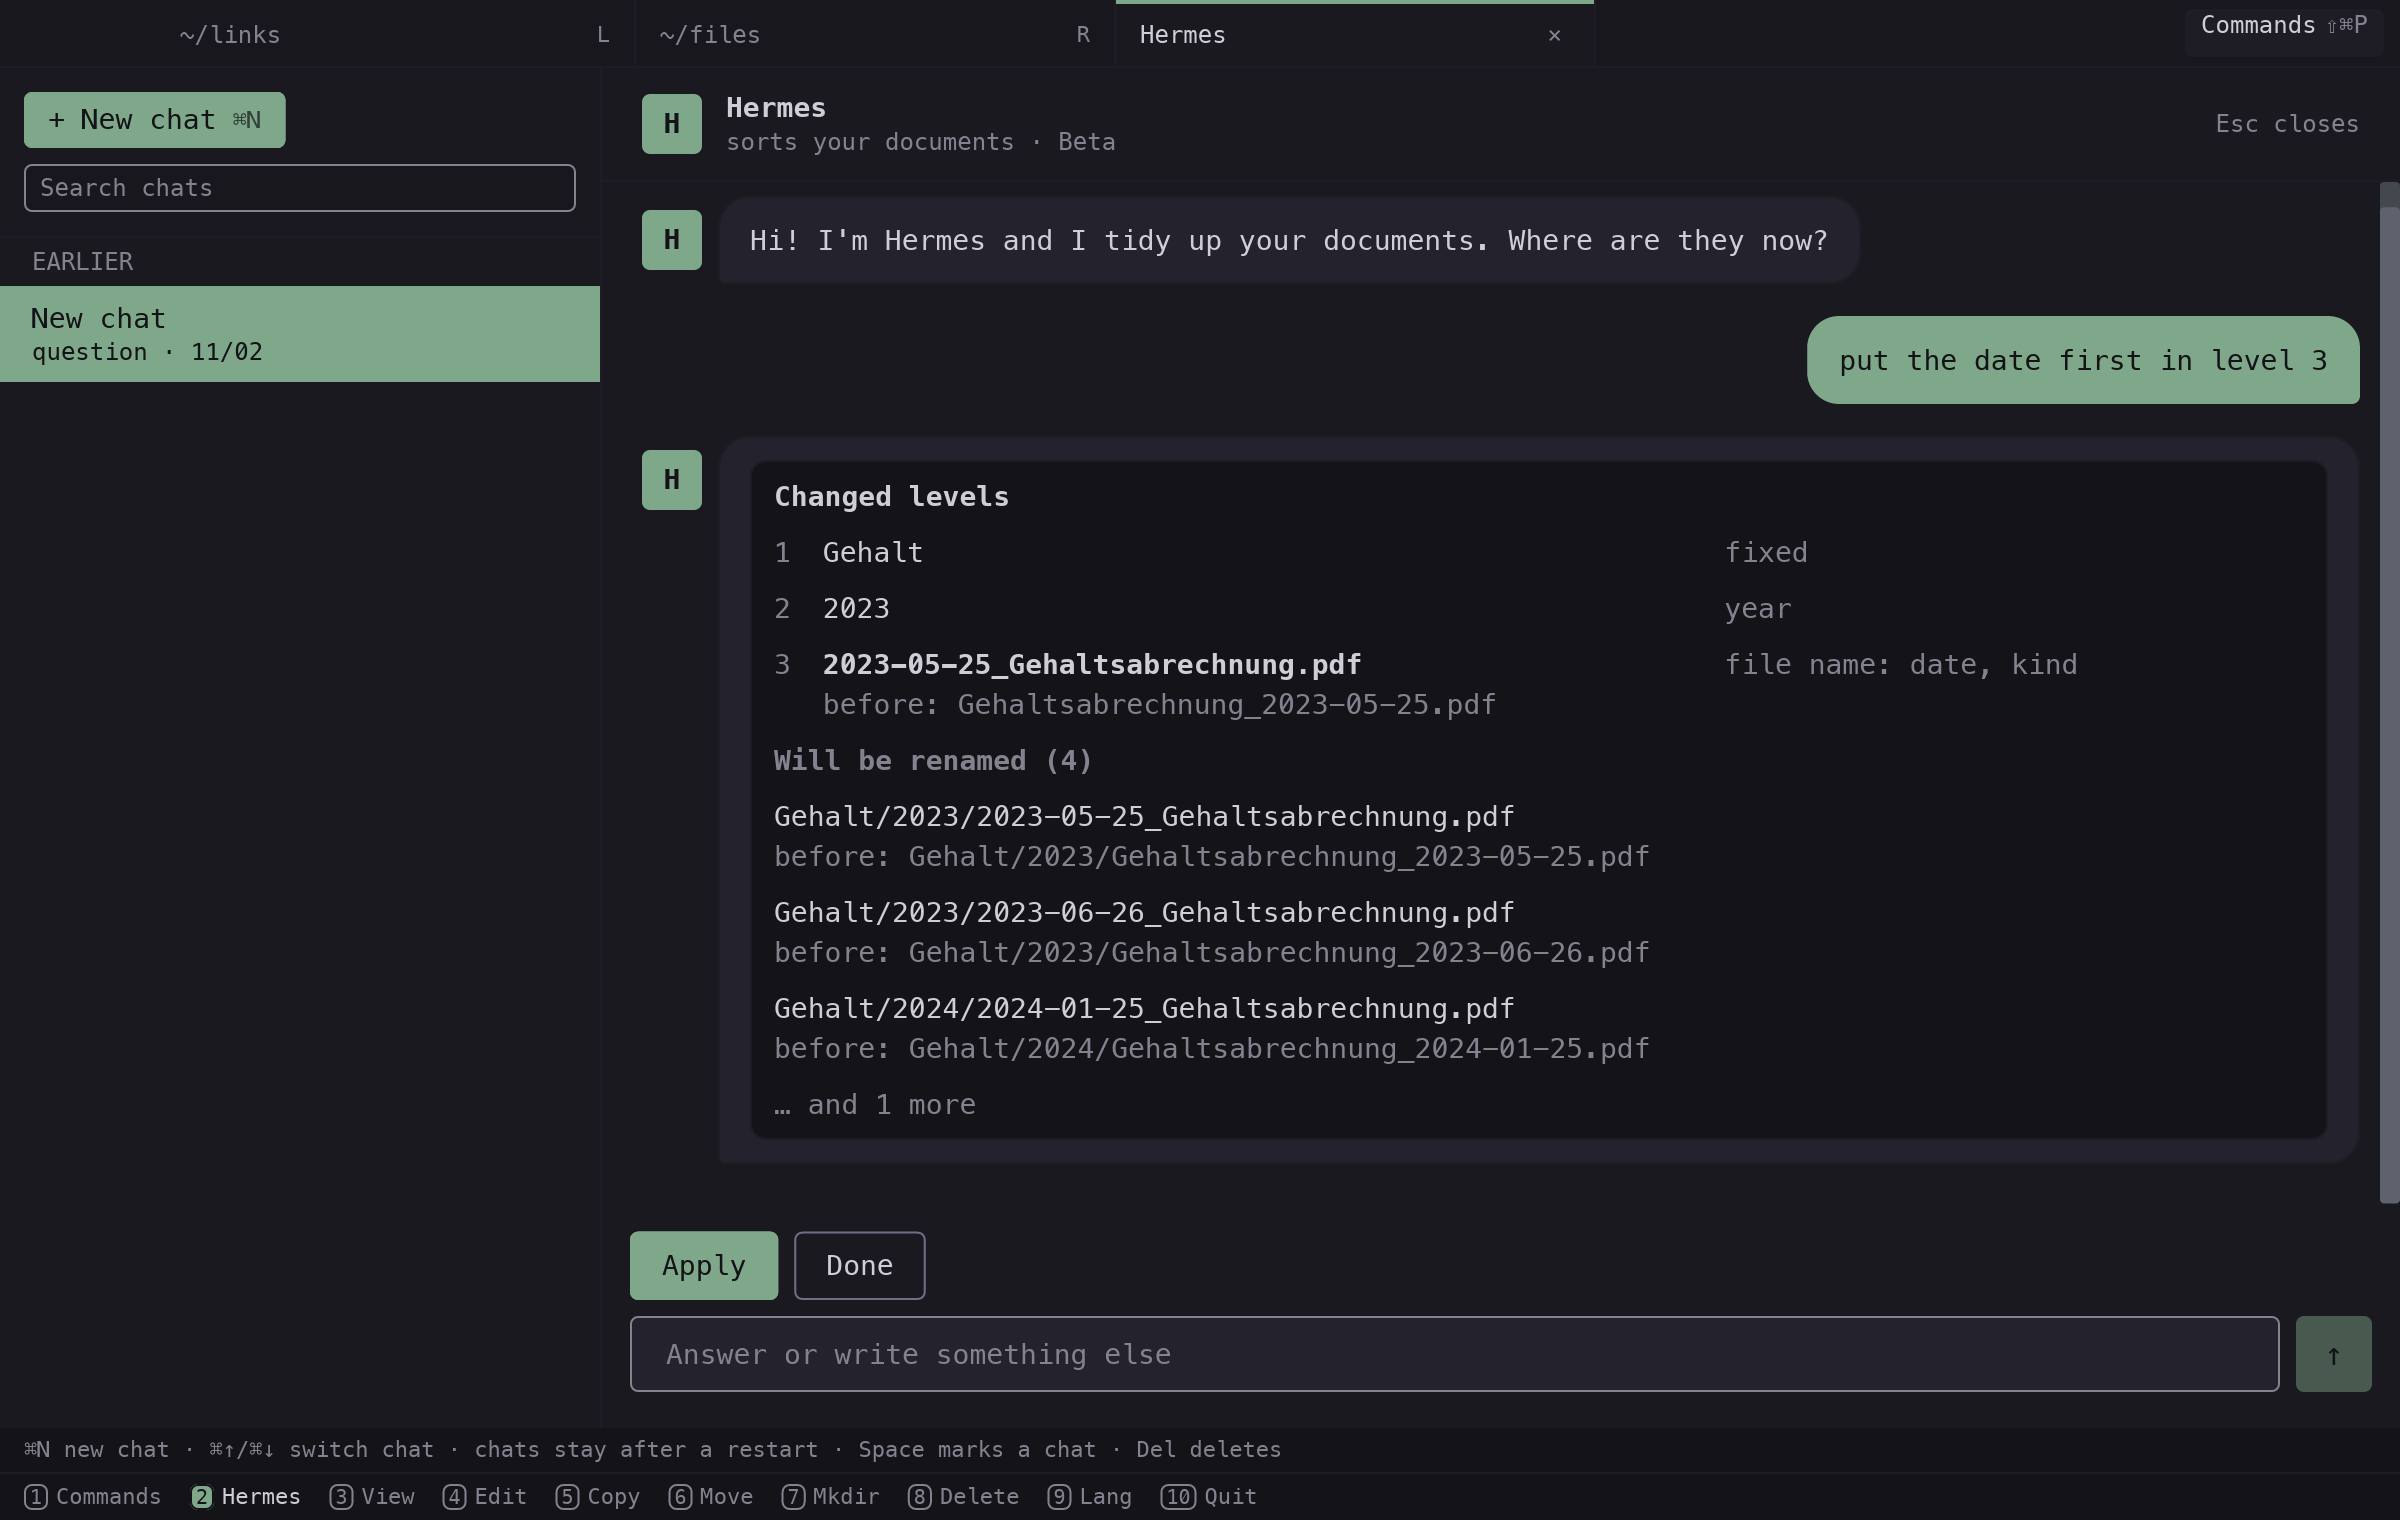 ~/links L ~/files R Hermes × Commands ⇧⌘P
+ New chat ⌘N
Search chats
EARLIER
New chat
question · 11/02
H Hermes
sorts your documents · Beta
Esc closes
H Hi! I'm Hermes and I tidy up your documents. Where are they now?
put the date first in level 3
H
Changed levels
1 Gehalt fixed
2 2023 year
3 2023-05-25_Gehaltsabrechnung.pdf file name: date, kind
before: Gehaltsabrechnung_2023-05-25.pdf
Will be renamed (4)
Gehalt/2023/2023-05-25_Gehaltsabrechnung.pdf
before: Gehalt/2023/Gehaltsabrechnung_2023-05-25.pdf
Gehalt/2023/2023-06-26_Gehaltsabrechnung.pdf
before: Gehalt/2023/Gehaltsabrechnung_2023-06-26.pdf
Gehalt/2024/2024-01-25_Gehaltsabrechnung.pdf
before: Gehalt/2024/Gehaltsabrechnung_2024-01-25.pdf
… and 1 more
Apply Done
Answer or write something else ↑
⌘N new chat · ⌘↑/⌘↓ switch chat · chats stay after a restart · Space marks a chat · Del deletes
1 Commands 2 Hermes 3 View 4 Edit 5 Copy 6 Move 7 Mkdir 8 Delete 9 Lang 10 Quit